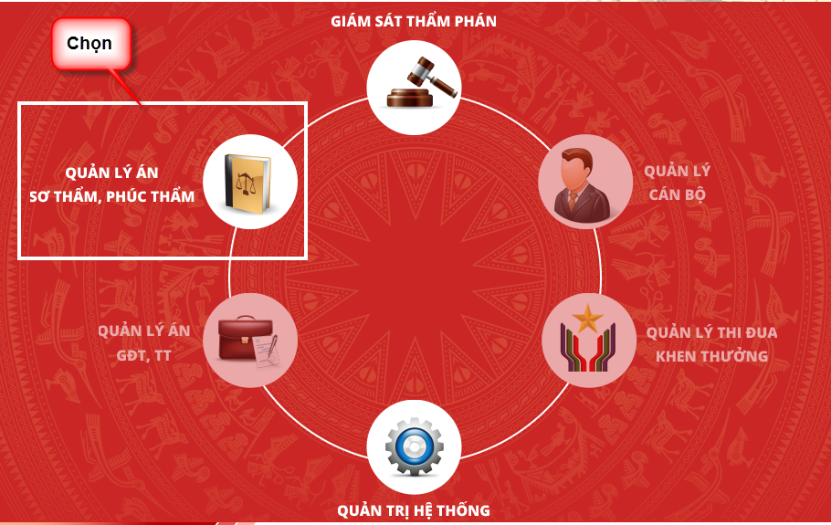 GIÁM SÁT THẨM PHÁN
Chọn
QUẢN LÝ ÁN
SƠ THẨM, PHÚC THẨM
QUẢN LÝ
CÁN BỘ
QUẢN LÝ ÁN
GĐT, TT
QUẢN LÝ THI ĐUA
KHEN THƯỞNG
QUẢN TRỊ HỆ THỐNG